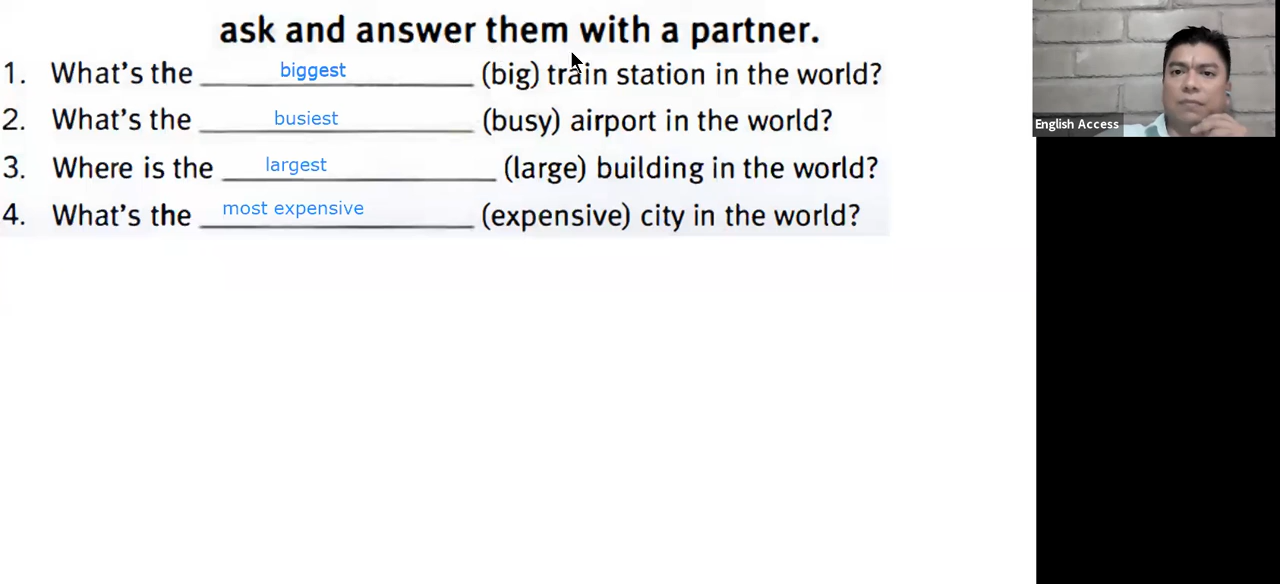 ask and answer them with a partner.
1. What's the biggest (big) train station in the world?
2. What's the busiest (busy) airport in the world?
3. Where is the largest (large) building in the world?
4. What's the most expensive (expensive) city in the world?
English Access